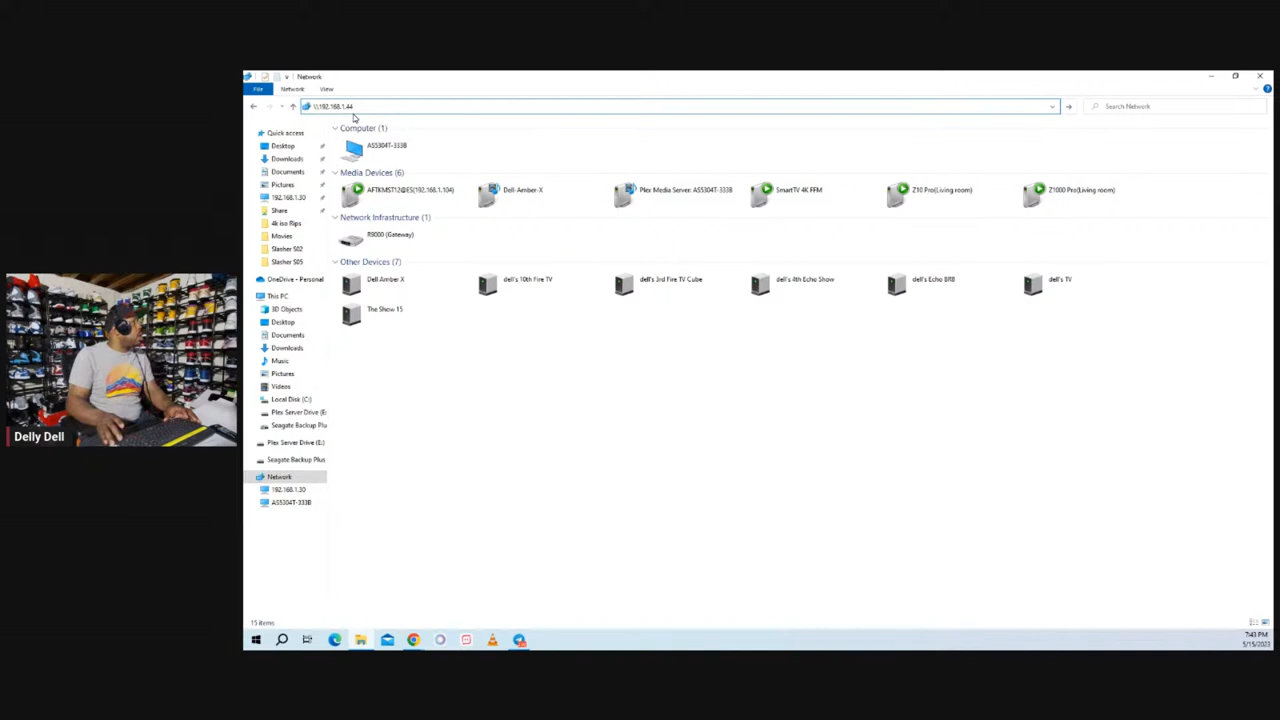 Network
File
Network
View
\\192.168.1.44
Search Network
Quick access
Desktop
Downloads
Documents
Pictures
192.168.1.30
Share
4k iso Rips
Movies
Slasher S02
Slasher S05
OneDrive - Personal
This PC
3D Objects
Desktop
Documents
Downloads
Music
Pictures
Videos
Local Disk (C:)
Plex Server Drive (E:
Seagate Backup Plu
Plex Server Drive (E:)
Seagate Backup Plus
Network
192.168.1.30
AS5304T-333B
Computer (1)
AS5304T-333B
Media Devices (6)
AFTKMST12@ES(192.168.1.104)
Dell-Amber-X
Plex Media Server: AS5304T-333B
SmartTV 4K FFM
Z10 Pro(Living room)
Z1000 Pro(Living room)
Network Infrastructure (1)
R9000 (Gateway)
Other Devices (7)
Dell Amber X
dell's 10th Fire TV
dell's 3rd Fire TV Cube
dell's 4th Echo Show
dell's Echo BR8
dell's TV
The Show 15
15 items
7:43 PM
5/15/2023
Delly Dell